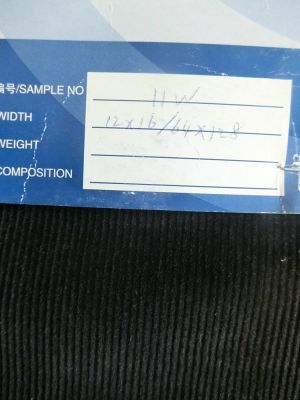 编号/SAMPLE NO 11W
WIDTH 12X16/64X128
WEIGHT
COMPOSITION